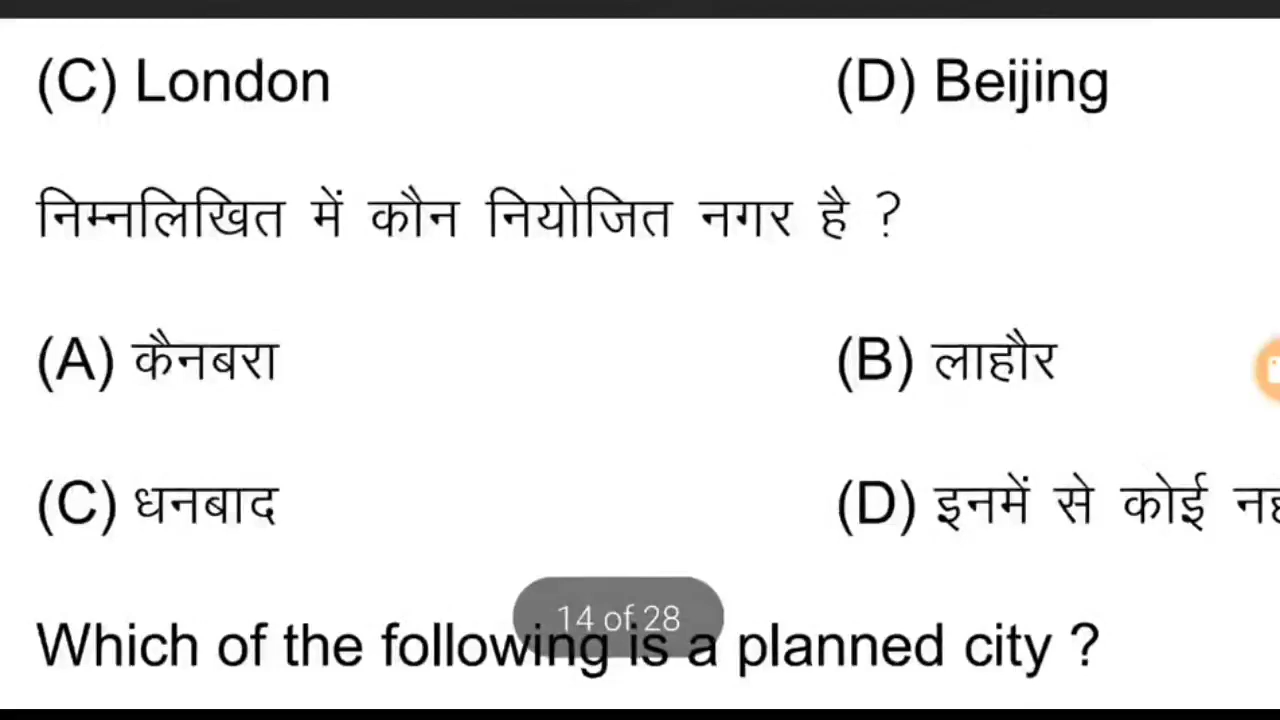 (C) London (D) Beijing
निम्नलिखित में कौन नियोजित नगर है ?
(A) कैनबरा (B) लाहौर
(C) धनबाद (D) इनमें से कोई
14 of 28
Which of the following is a planned city ?